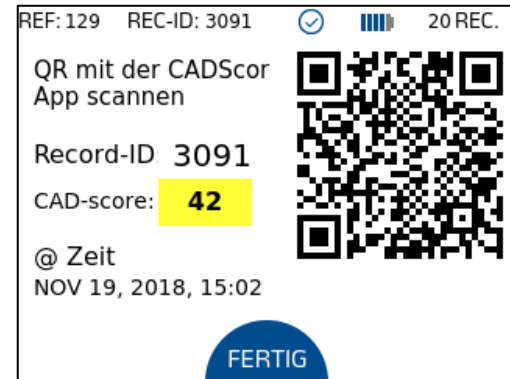 REF: 129 REC-ID: 3091 20 REC.
QR mit der CADScor
App scannen
Record-ID: 3091
CAD-score: 42
@ Zeit
NOV 19, 2018, 15:02
FERTIG